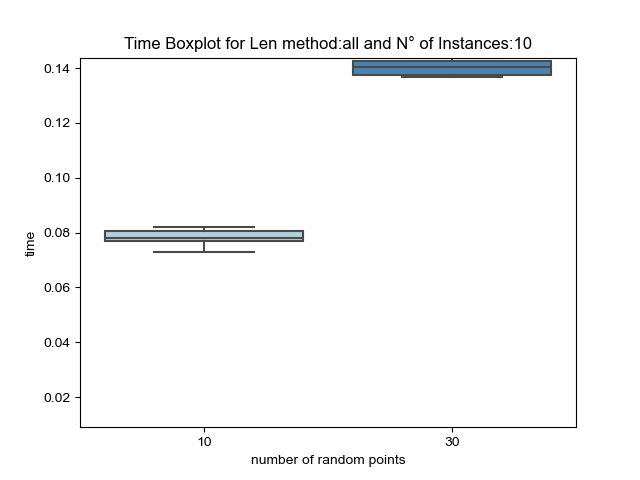 Time Boxplot for Len method:all and N° of Instances:10
0.14
0.12
0.10
0.08
0.06
0.04
0.02
time
10 30
number of random points